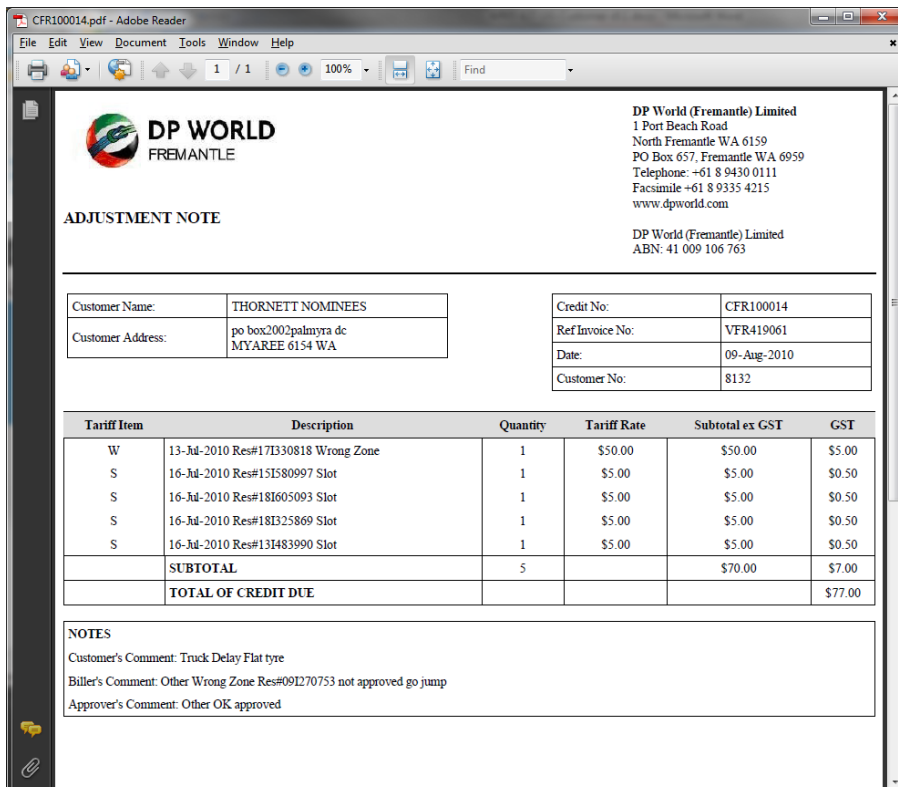 CFR100014.pdf - Adobe Reader
File Edit View Document Tools Window Help
1 / 1 100% Find
DP WORLD
FREMANTLE
DP World (Fremantle) Limited
1 Port Beach Road
North Fremantle WA 6159
PO Box 657, Fremantle WA 6959
Telephone: +61 8 9430 0111
Facsimile +61 8 9335 4215
www.dpworld.com
ADJUSTMENT NOTE
DP World (Fremantle) Limited
ABN: 41 009 106 763
Customer Name: THORNETT NOMINEES
Customer Address: po box2002palmyra dc
MYAREE 6154 WA
Credit No: CFR100014
Ref Invoice No: VFR419061
Date: 09-Aug-2010
Customer No: 8132
Tariff Item Description Quantity Tariff Rate Subtotal ex GST GST
W 13-Jul-2010 Res#17I330818 Wrong Zone 1 $50.00 $50.00 $5.00
S 16-Jul-2010 Res#15I580997 Slot 1 $5.00 $5.00 $0.50
S 16-Jul-2010 Res#18I605093 Slot 1 $5.00 $5.00 $0.50
S 16-Jul-2010 Res#18I325869 Slot 1 $5.00 $5.00 $0.50
S 16-Jul-2010 Res#13I483990 Slot 1 $5.00 $5.00 $0.50
SUBTOTAL 5 $70.00 $7.00
TOTAL OF CREDIT DUE $77.00
NOTES
Customer's Comment: Truck Delay Flat tyre
Biller's Comment: Other Wrong Zone Res#09I270753 not approved go jump
Approver's Comment: Other OK approved